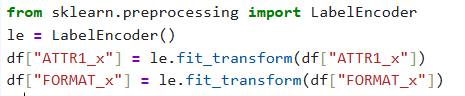 from sklearn.preprocessing import LabelEncoder
le = LabelEncoder()
df["ATTR1_x"] = le.fit_transform(df["ATTR1_x"])
df["FORMAT_x"] = le.fit_transform(df["FORMAT_x"])